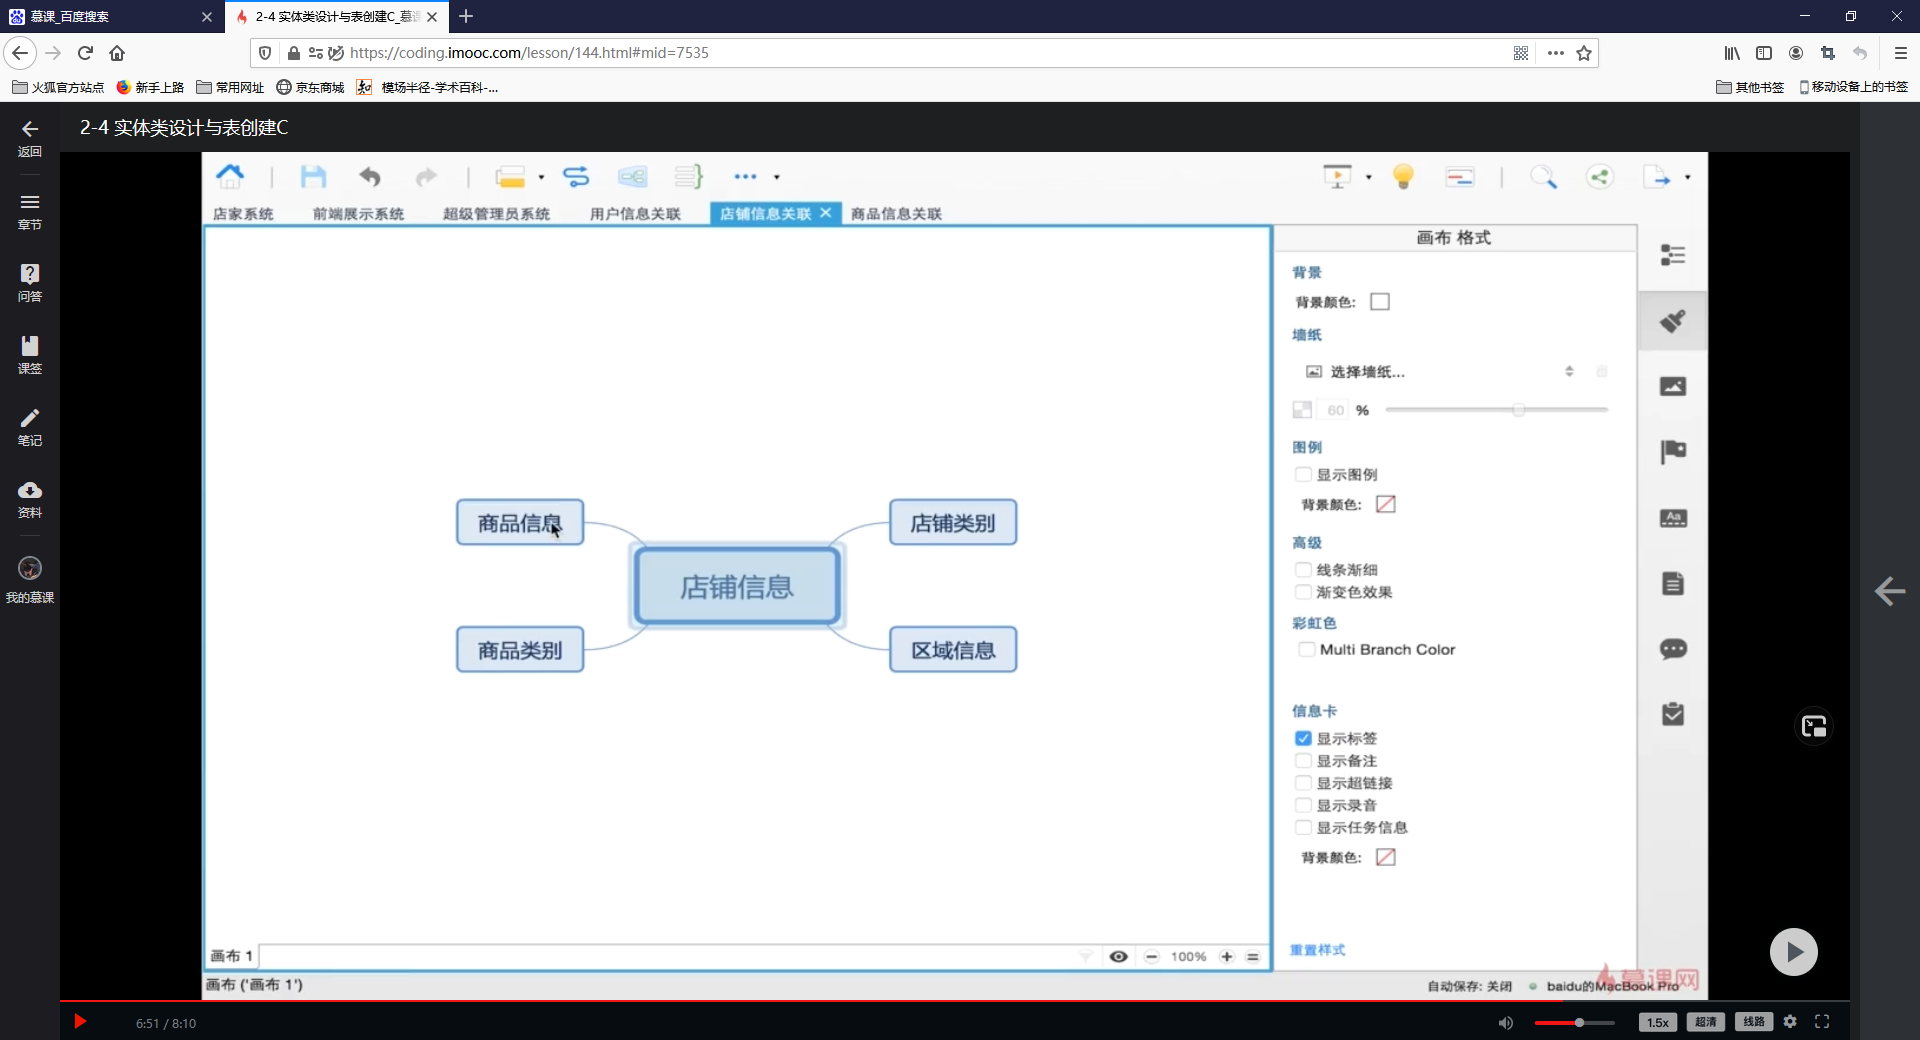 慕课_百度搜索
2-4 实体类设计与表创建C_慕
https://coding.imooc.com/lesson/144.html#mid=7535
火狐官方站点 新手上路 常用网址 京东商城 模场半径-学术百科-... 其他书签 移动设备上的书签
返回
章节
问答
课签
笔记
资料
我的慕课
2-4 实体类设计与表创建C
店家系统 前端展示系统 超级管理员系统 用户信息关联 店铺信息关联 商品信息关联
商品信息
店铺类别
店铺信息
商品类别
区域信息
画布 格式
背景
背景颜色:
墙纸
选择墙纸...
60 %
图例
显示图例
背景颜色:
高级
线条渐细
渐变色效果
彩虹色
Multi Branch Color
信息卡
显示标签
显示备注
显示超链接
显示录音
显示任务信息
背景颜色:
重置样式
Aa
画布 1
100%
画布 ('画布 1')
自动保存: 关闭
baidu的MacBook Pro
慕课网
6:51 / 8:10
1.5x 超清 线路